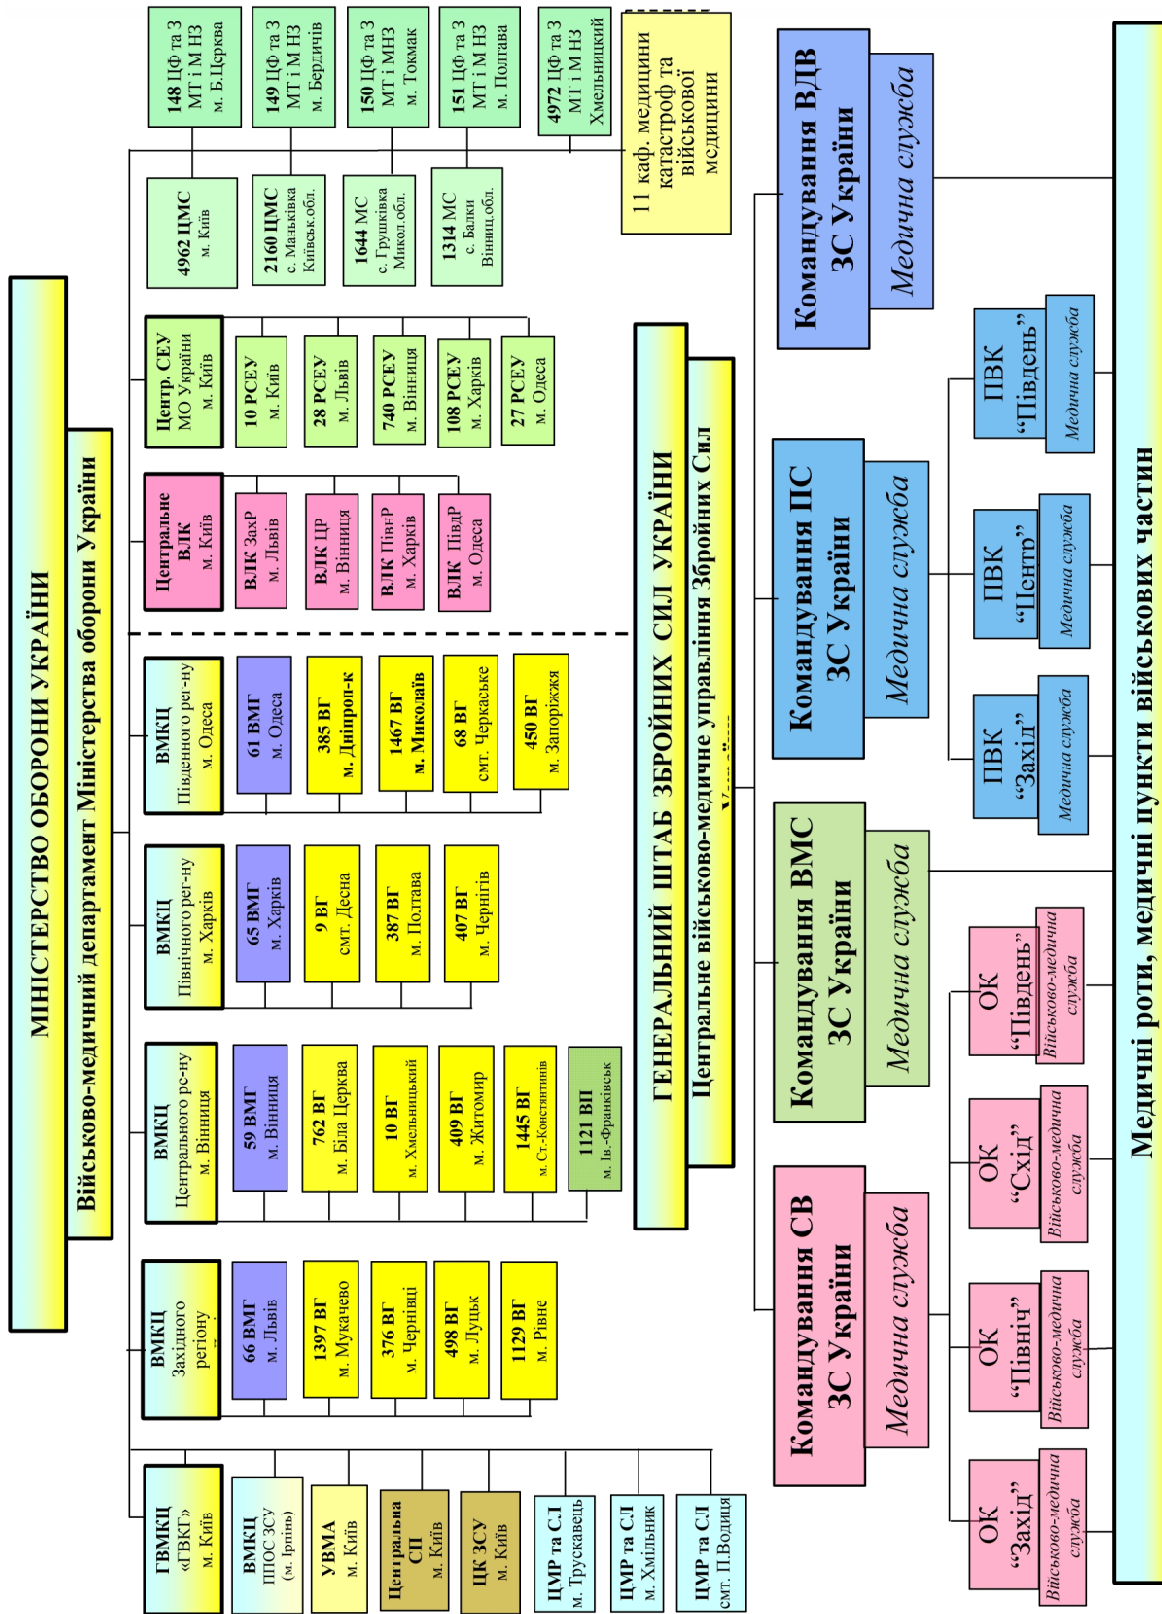 МІНІСТЕРСТВО ОБОРОНИ УКРАЇНИ
Військово-медичний департамент Міністерства оборони України
ГВМКЦ
«ГВКГ»
м. Київ
ВМКЦ
ППОС ЗСУ
(м. Ірпінь)
УВМА
м. Київ
Центральна
СП
м. Київ
ЦК ЗСУ
м. Київ
ЦМР та СЛ
м. Трускавець
ЦМР та СЛ
м. Хмільник
ЦМР та СЛ
смт. П.Водиця
ВМКЦ
Західного
регіону
66 ВМГ
м. Львів
1397 ВГ
м. Мукачево
376 ВГ
м. Чернівці
498 ВГ
м. Луцьк
1129 ВГ
м. Рівне
ВМКЦ
Центрального ре-ну
м. Вінниця
59 ВМГ
м. Вінниця
762 ВГ
м. Біла Церква
10 ВГ
м. Хмельницький
409 ВГ
м. Житомир
1445 ВГ
м. Ст.-Констянтинів
1121 ВП
м. Ів.-Франківськ
ВМКЦ
Північного рег-ну
м. Харків
65 ВМГ
м. Харків
9 ВГ
смт. Десна
387 ВГ
м. Полтава
407 ВГ
м. Чернігів
ВМКЦ
Південного рег-ну
м. Одеса
61 ВМГ
м. Одеса
385 ВГ
м. Дніпроп-к
1467 ВГ
м. Миколаїв
68 ВГ
смт. Черкаське
450 ВГ
м. Запоріжжя
Центральне
ВЛК
м. Київ
ВЛК ЗахР
м. Львів
ВЛК ЦР
м. Вінниця
ВЛК ПівнР
м. Харків
ВЛК ПівдР
м. Одеса
Центр. СЕУ
МО України
м. Київ
10 РСЕУ
м. Київ
28 РСЕУ
м. Львів
740 РСЕУ
м. Вінниця
108 РСЕУ
м. Харків
27 РСЕУ
м. Одеса
4962 ЦМС
м. Київ
2160 ЦМС
с. Маньківка
Київськ.обл.
1644 МС
с. Грушківка
Микол.обл.
1314 МС
с. Балки
Вінниц.обл.
148 ЦФ та З
МТ і М НЗ
м. Б.Церква
149 ЦФ та З
МТ і М НЗ
м. Бердичів
150 ЦФ та З
МТ і МНЗ
м. Токмак
151 ЦФ та З
МТ і М НЗ
м. Полтава
4972 ЦФ та З
МТ і М НЗ
Хмельницкий
11 каф. медицини
катастроф та
військової
медицини
ГЕНЕРАЛЬНИЙ ШТАБ ЗБРОЙНИХ СИЛ УКРАЇНИ
Центральне військово-медичне управління Збройних Сил
Командування СВ
ЗС України
Медична служба
ОК
“Захід”
Військово-медична
служба
ОК
“Північ”
Військово-медична
служба
ОК
“Схід”
Військово-медична
служба
ОК
“Південь”
Військово-медична
служба
Командування ВМС
ЗС України
Медична служба
Командування ПС
ЗС України
Медична служба
ПВК
“Захід”
Медична служба
ПВК
“Центр”
Медична служба
ПВК
“Південь”
Медична служба
Командування ВДВ
ЗС України
Медична служба
Медичні роти, медичні пункти військових частин